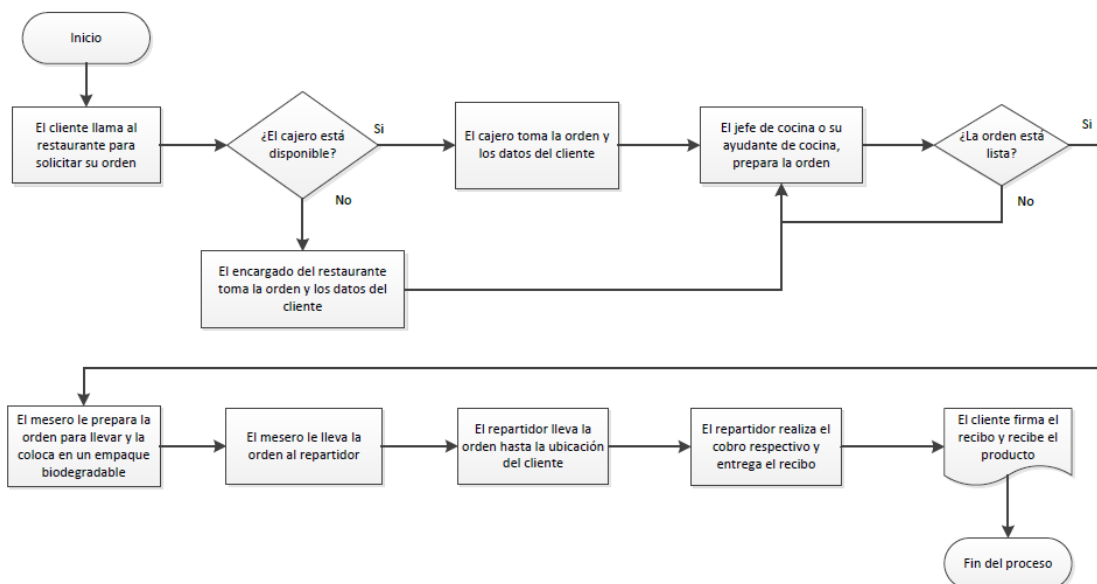 Inicio
El cliente llama al
restaurante para
solicitar su orden
¿El cajero está
disponible?
Si
No
El cajero toma la orden y
los datos del cliente
El jefe de cocina o su
ayudante de cocina,
prepara la orden
¿La orden está
lista?
Si
No
El encargado del restaurante
toma la orden y los datos del
cliente
El mesero le prepara la
orden para llevar y la
coloca en un empaque
biodegradable
El mesero le lleva la
orden al repartidor
El repartidor lleva la
orden hasta la ubicación
del cliente
El repartidor realiza el
cobro respectivo y
entrega el recibo
El cliente firma el
recibo y recibe el
producto
Fin del proceso